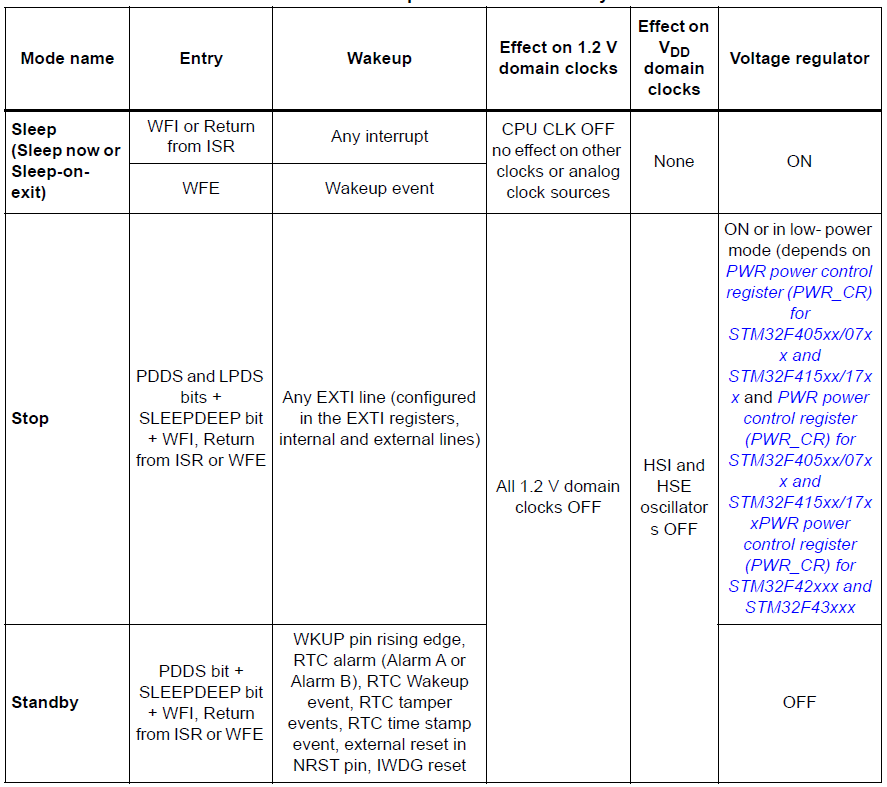 Mode name
Entry
Wakeup
Effect on 1.2 V
domain clocks
Effect on
VDD
domain
clocks
Voltage regulator
Sleep
(Sleep now or
Sleep-on-
exit)
WFI or Return
from ISR
Any interrupt
CPU CLK OFF
no effect on other
clocks or analog
clock sources
None
ON
WFE
Wakeup event
Stop
PDDS and LPDS
bits +
SLEEPDEEP bit
+ WFI, Return
from ISR or WFE
Any EXTI line (configured
in the EXTI registers,
internal and external lines)
All 1.2 V domain
clocks OFF
HSI and
HSE
oscillator
s OFF
ON or in low- power
mode (depends on
PWR power control
register (PWR_CR)
for
STM32F405xx/07x
x and
STM32F415xx/17x
x and PWR power
control register
(PWR_CR) for
STM32F405xx/07x
x and
STM32F415xx/17x
xPWR power
control register
(PWR_CR) for
STM32F42xxx and
STM32F43xxx
Standby
PDDS bit +
SLEEPDEEP bit
+ WFI, Return
from ISR or WFE
WKUP pin rising edge,
RTC alarm (Alarm A or
Alarm B), RTC Wakeup
event, RTC tamper
events, RTC time stamp
event, external reset in
NRST pin, IWDG reset
OFF